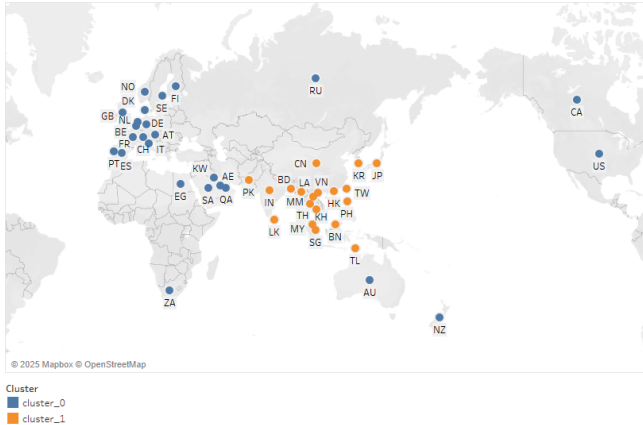 RU
NO
FI
DK
SE
CA
GB
NL
DE
BE
AT
FR
CH
IT
US
PT
ES
CN
KR
JP
KW
AE
PK
BD
LA
VN
EG
SA
QA
IN
MM
HK
TW
TH
KH
PH
LK
MY
SG
BN
TL
AU
ZA
NZ
© 2025 Mapbox © OpenStreetMap
Cluster
cluster_0
cluster_1